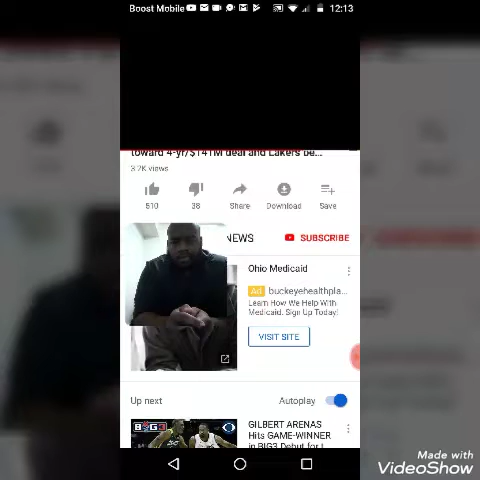 Boost Mobile
12:13
toward 4-yr/$141M deal and Lakers be...
3.2K views
510
38
Share
Download
Save
NEWS
SUBSCRIBE
Ohio Medicaid
Ad buckeyehealthpla...
Learn How We Help With
Medicaid. Sign Up Today!
VISIT SITE
Up next
Autoplay
BIG3
GILBERT ARENAS
Hits GAME-WINNER
in BIG3 Debut for L
Made with
VideoShow